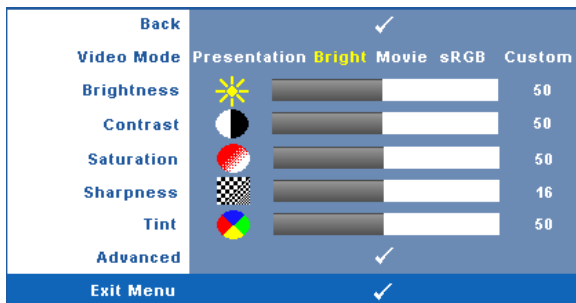 Back
Video Mode Presentation Bright Movie sRGB Custom
Brightness 50
Contrast 50
Saturation 50
Sharpness 16
Tint 50
Advanced
Exit Menu